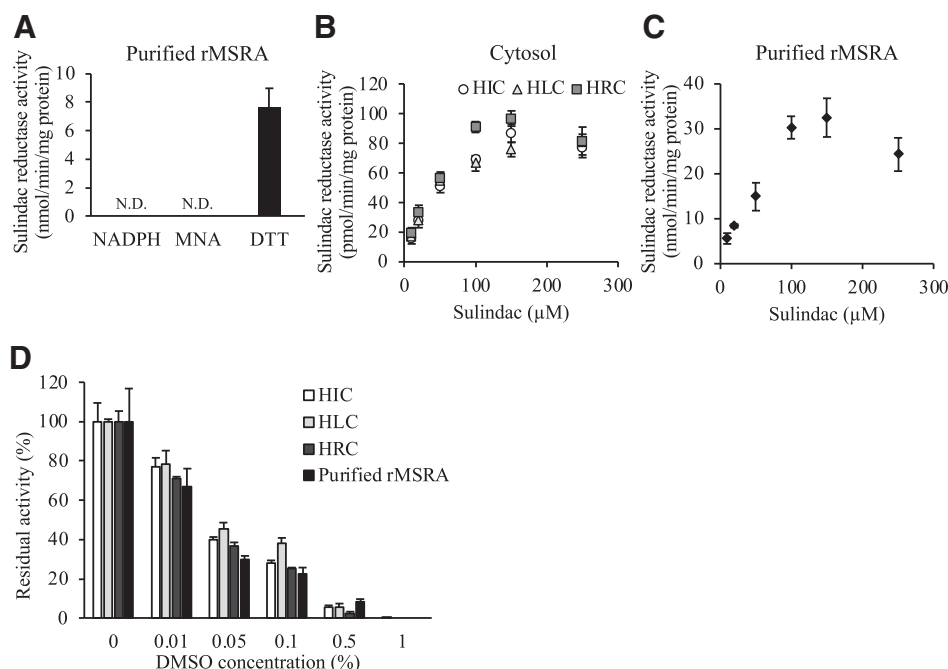 A
Purified rMSRA
Sulindac reductase activity
(nmol/min/mg protein)
8
6
4
2
0
N.D.
N.D.
NADPH
MNA
DTT
B
Cytosol
Sulindac reductase activity
(pmol/min/mg protein)
120
100
80
60
40
20
0
HIC
HLC
HRC
0
100
200
300
Sulindac (µM)
C
Purified rMSRA
Sulindac reductase activity
(nmol/min/mg protein)
40
30
20
10
0
0
100
200
300
Sulindac (µM)
D
Residual activity (%)
120
100
80
60
40
20
0
HIC
HLC
HRC
Purified rMSRA
0
0.01
0.05
0.1
0.5
1
DMSO concentration (%)